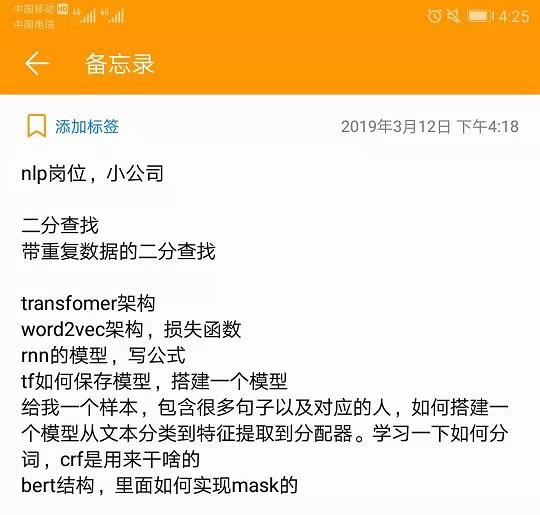 中国移动 HD 4G 4G 4:25
中国电信
备忘录
添加标签 2019年3月12日 下午4:18
nlp岗位，小公司
二分查找
带重复数据的二分查找
transfomer架构
word2vec架构，损失函数
rnn的模型，写公式
tf如何保存模型，搭建一个模型
给我一个样本，包含很多句子以及对应的人，如何搭建一
个模型从文本分类到特征提取到分配器。学习一下如何分
词，crf是用来干啥的
bert结构，里面如何实现mask的